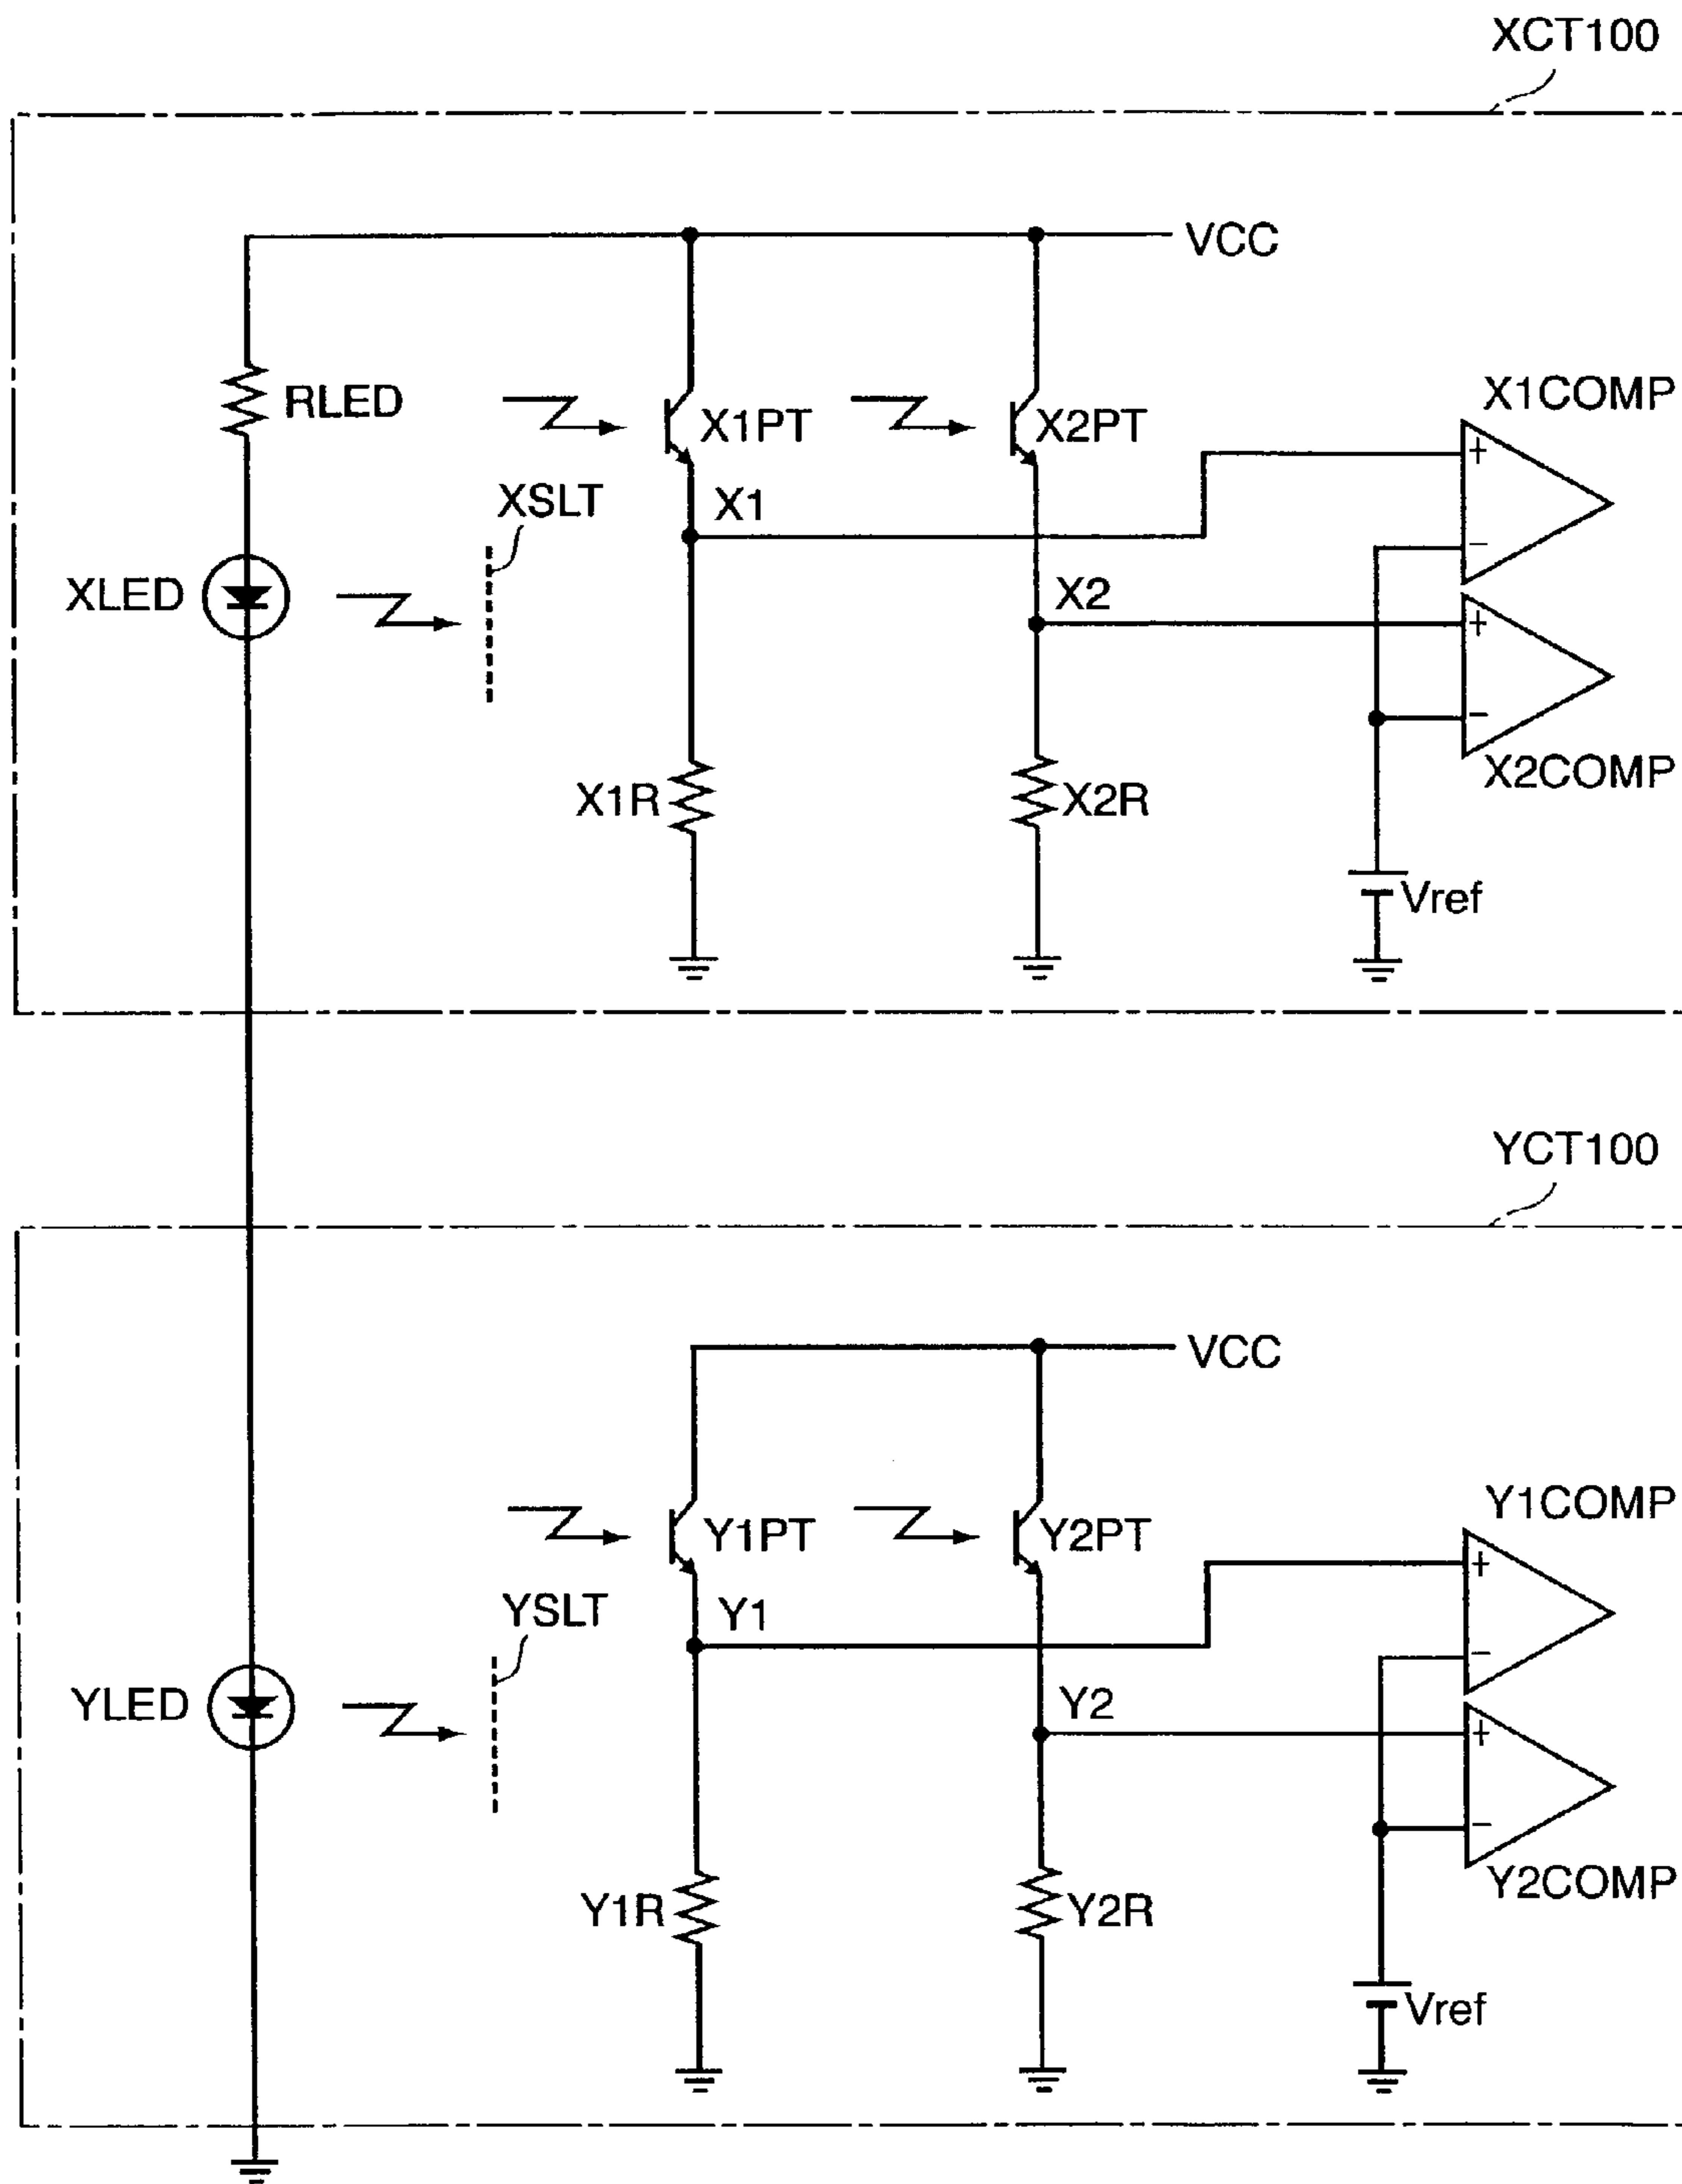 XCT100
VCC
RLED
X1PT
X2PT
X1COMP
+
XSLT
X1
−
XLED
X2
+
−
X1R
X2R
X2COMP
Vref
YCT100
VCC
Y1PT
Y2PT
Y1COMP
+
YSLT
Y1
−
YLED
Y2
+
−
Y1R
Y2R
Y2COMP
Vref